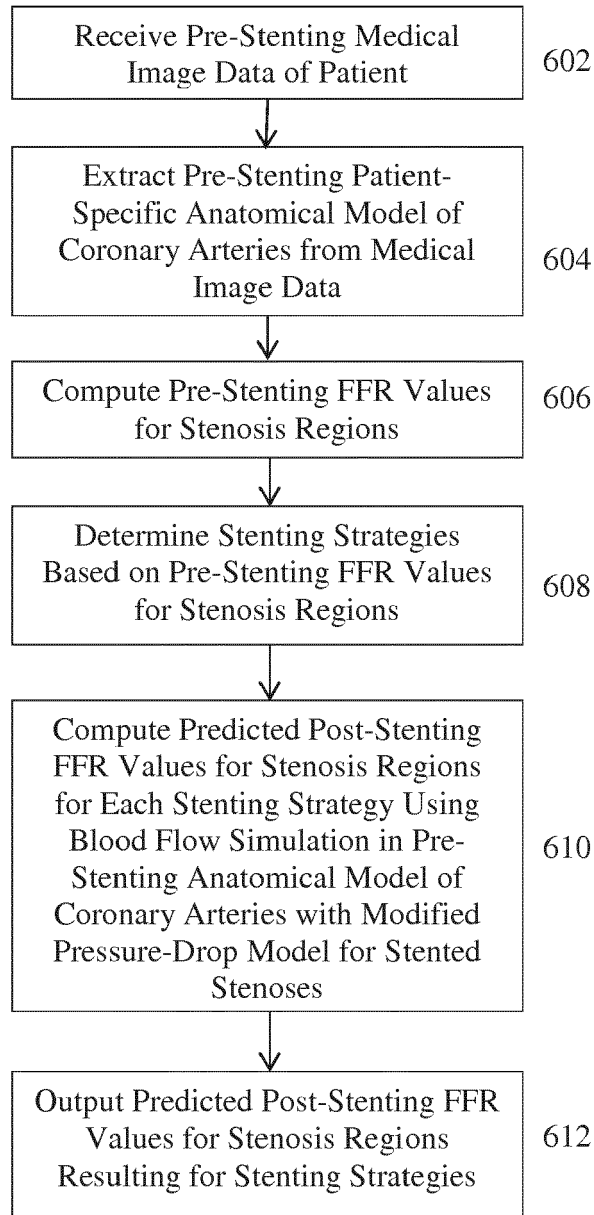 Receive Pre-Stenting Medical
Image Data of Patient
602
Extract Pre-Stenting Patient-
Specific Anatomical Model of
Coronary Arteries from Medical
Image Data
604
Compute Pre-Stenting FFR Values
for Stenosis Regions
606
Determine Stenting Strategies
Based on Pre-Stenting FFR Values
for Stenosis Regions
608
Compute Predicted Post-Stenting
FFR Values for Stenosis Regions
for Each Stenting Strategy Using
Blood Flow Simulation in Pre-
Stenting Anatomical Model of
Coronary Arteries with Modified
Pressure-Drop Model for Stented
Stenoses
610
Output Predicted Post-Stenting FFR
Values for Stenosis Regions
Resulting for Stenting Strategies
612